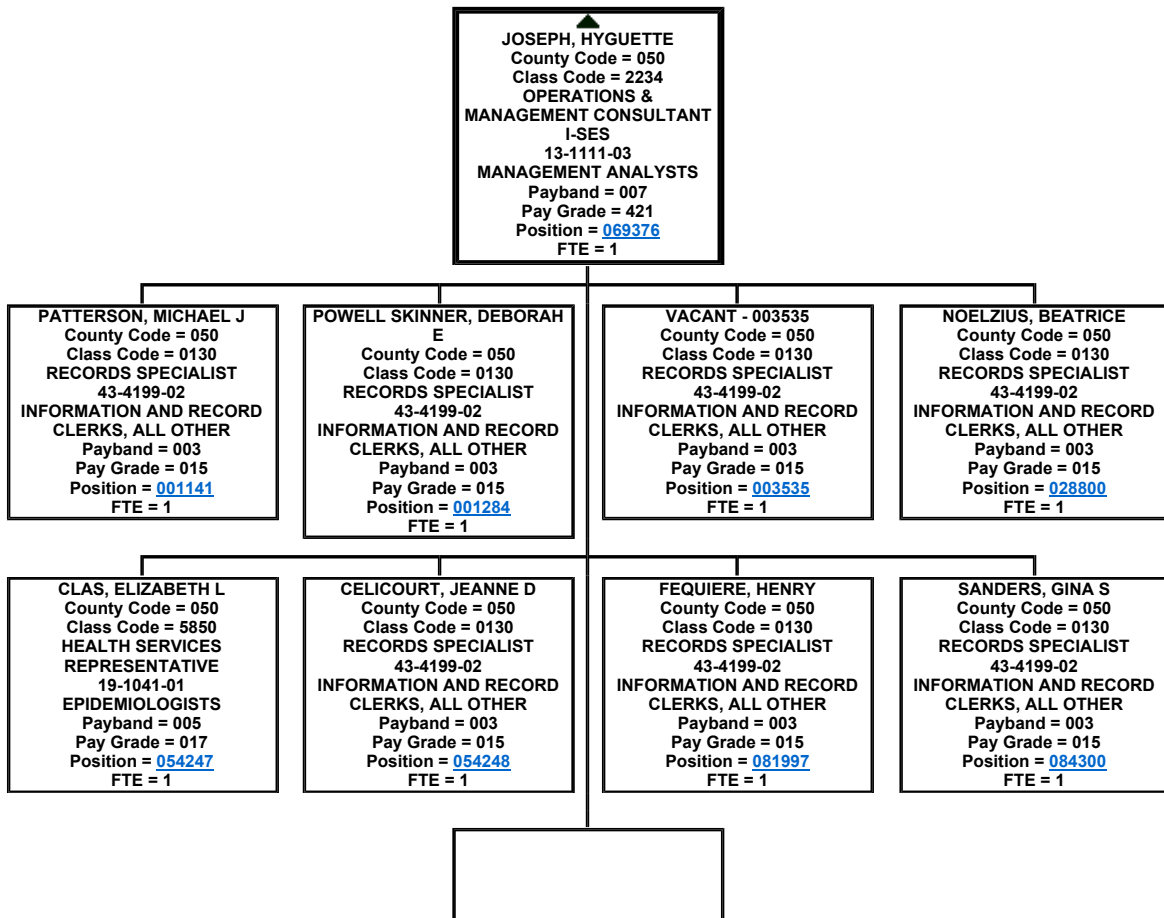 JOSEPH, HYGUETTE
County Code = 050
Class Code = 2234
OPERATIONS &
MANAGEMENT CONSULTANT
I-SES
13-1111-03
MANAGEMENT ANALYSTS
Payband = 007
Pay Grade = 421
Position = 069376
FTE = 1
PATTERSON, MICHAEL J
County Code = 050
Class Code = 0130
RECORDS SPECIALIST
43-4199-02
INFORMATION AND RECORD
CLERKS, ALL OTHER
Payband = 003
Pay Grade = 015
Position = 001141
FTE = 1
POWELL SKINNER, DEBORAH
E
County Code = 050
Class Code = 0130
RECORDS SPECIALIST
43-4199-02
INFORMATION AND RECORD
CLERKS, ALL OTHER
Payband = 003
Pay Grade = 015
Position = 001284
FTE = 1
VACANT - 003535
County Code = 050
Class Code = 0130
RECORDS SPECIALIST
43-4199-02
INFORMATION AND RECORD
CLERKS, ALL OTHER
Payband = 003
Pay Grade = 015
Position = 003535
FTE = 1
NOELZIUS, BEATRICE
County Code = 050
Class Code = 0130
RECORDS SPECIALIST
43-4199-02
INFORMATION AND RECORD
CLERKS, ALL OTHER
Payband = 003
Pay Grade = 015
Position = 028800
FTE = 1
CLAS, ELIZABETH L
County Code = 050
Class Code = 5850
HEALTH SERVICES
REPRESENTATIVE
19-1041-01
EPIDEMIOLOGISTS
Payband = 005
Pay Grade = 017
Position = 054247
FTE = 1
CELICOURT, JEANNE D
County Code = 050
Class Code = 0130
RECORDS SPECIALIST
43-4199-02
INFORMATION AND RECORD
CLERKS, ALL OTHER
Payband = 003
Pay Grade = 015
Position = 054248
FTE = 1
FEQUIERE, HENRY
County Code = 050
Class Code = 0130
RECORDS SPECIALIST
43-4199-02
INFORMATION AND RECORD
CLERKS, ALL OTHER
Payband = 003
Pay Grade = 015
Position = 081997
FTE = 1
SANDERS, GINA S
County Code = 050
Class Code = 0130
RECORDS SPECIALIST
43-4199-02
INFORMATION AND RECORD
CLERKS, ALL OTHER
Payband = 003
Pay Grade = 015
Position = 084300
FTE = 1